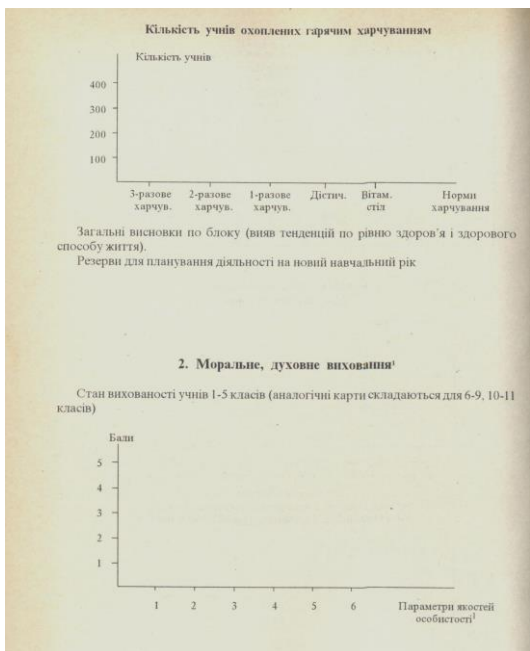 Кількість учнів охоплених гарячим харчуванням
Кількість учнів
400
300
200
100
3-разове харчув.
2-разове харчув.
1-разове харчув.
Дієтич.
Вітам. стіл
Норми харчування
Загальні висновки по блоку (вияв тенденцій по рівню здоров'я і здорового
способу життя).
Резерви для планування діяльності на новий навчальний рік
2. Моральне, духовне виховання¹
Стан вихованості учнів 1-5 класів (аналогічні карти складаються для 6-9, 10-11
класів)
Бали
5
4
3
2
1
1 2 3 4 5 6 Параметри якостей
особистості¹